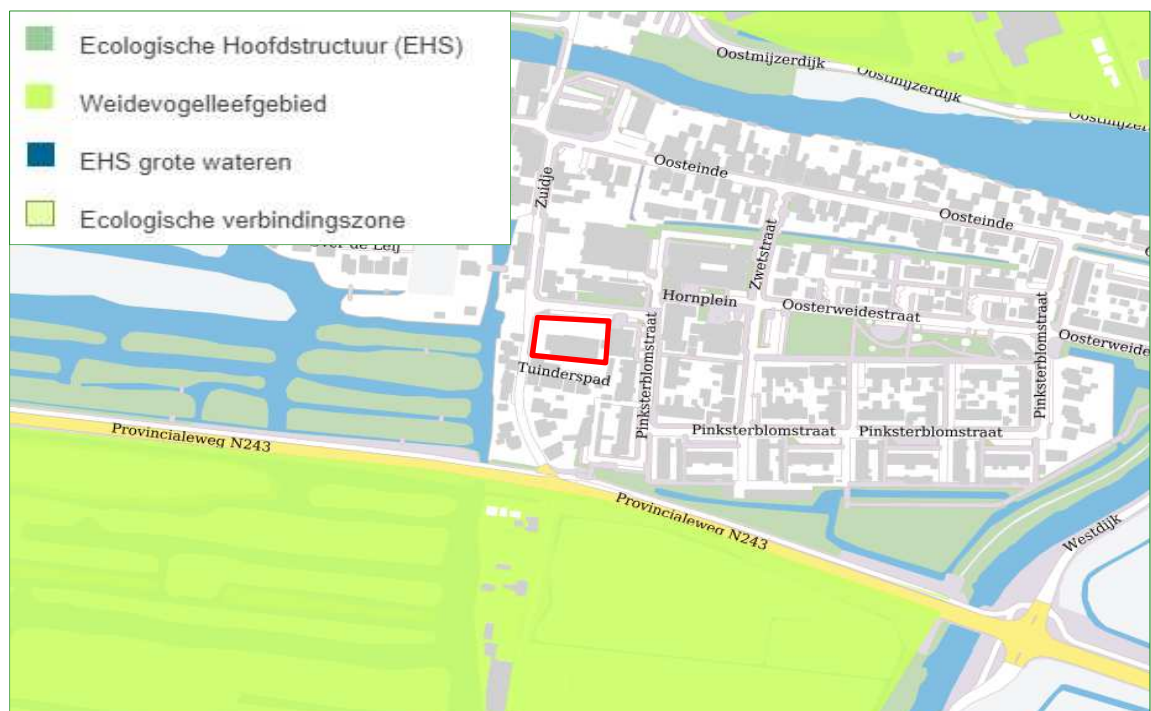 Ecologische Hoofdstructuur (EHS)
Weidevogelleefgebied
EHS grote wateren
Ecologische verbindingszone
Oostmijzerdijk
Oostmijzerdijk
Oosteinde
Oosteinde
Zuidje
Zwetstraat
Hornplein
Oosterweidestraat
Pinksterblomstraat
Pinksterblomstraat
Tuinderspad
Pinksterblomstraat
Pinksterblomstraat
Provincialeweg N243
Provincialeweg N243
Westdijk